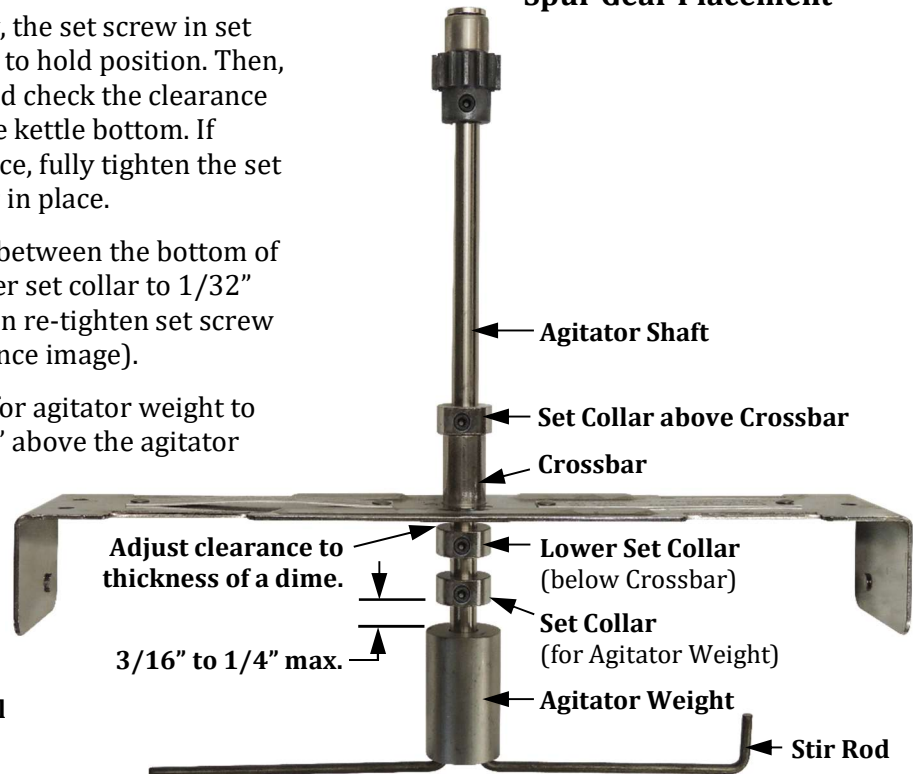 Spur Gear Placement
, the set screw in set
to hold position. Then,
d check the clearance
e kettle bottom. If
ce, fully tighten the set
in place.
between the bottom of
er set collar to 1/32”
n re-tighten set screw
nce image).
for agitator weight to
” above the agitator
Agitator Shaft
Set Collar above Crossbar
Crossbar
Adjust clearance to
thickness of a dime.
Lower Set Collar
(below Crossbar)
Set Collar
(for Agitator Weight)
3/16” to 1/4” max.
Agitator Weight
Stir Rod